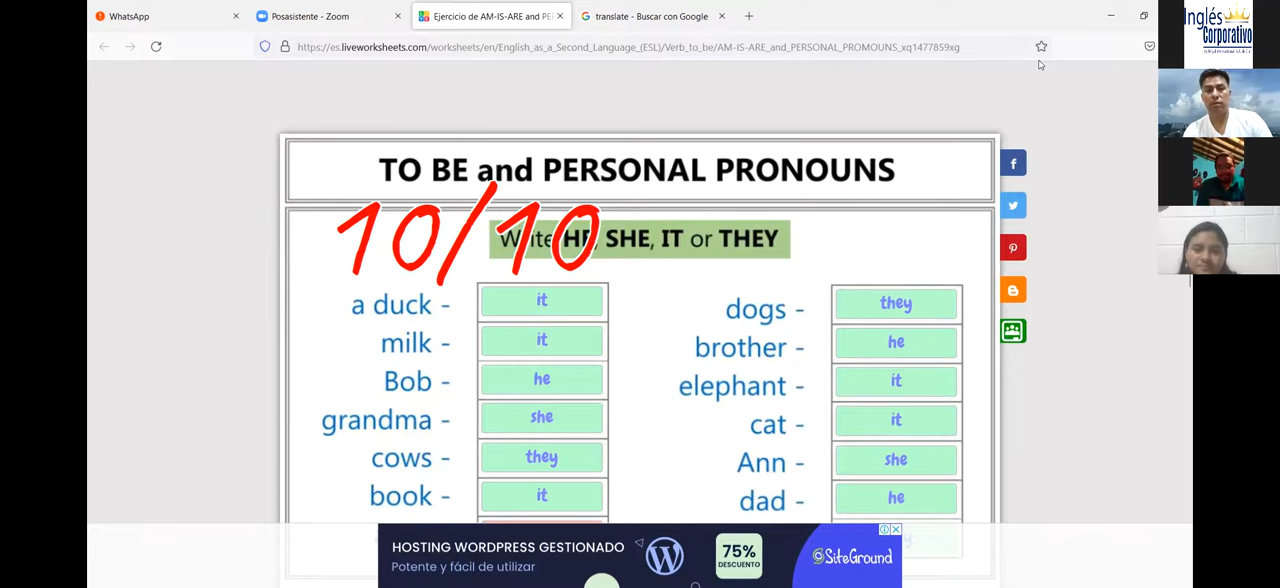 WhatsApp
Posasistente - Zoom
Ejercicio de AM-IS-ARE and PE
translate - Buscar con Google
https://es.liveworksheets.com/worksheets/en/English_as_a_Second_Language_(ESL)/Verb_to_be/AM-IS-ARE_and_PERSONAL_PROMOUNS_xq1477859xg
Inglés
Corporativo
TO BE and PERSONAL PRONOUNS
10/10
Write HE, SHE, IT or THEY
a duck - it
milk - it
Bob - he
grandma - she
cows - they
book - it
dogs - they
brother - he
elephant - it
cat - it
Ann - she
dad - he
HOSTING WORDPRESS GESTIONADO
Potente y fácil de utilizar
75%
DESCUENTO
SiteGround